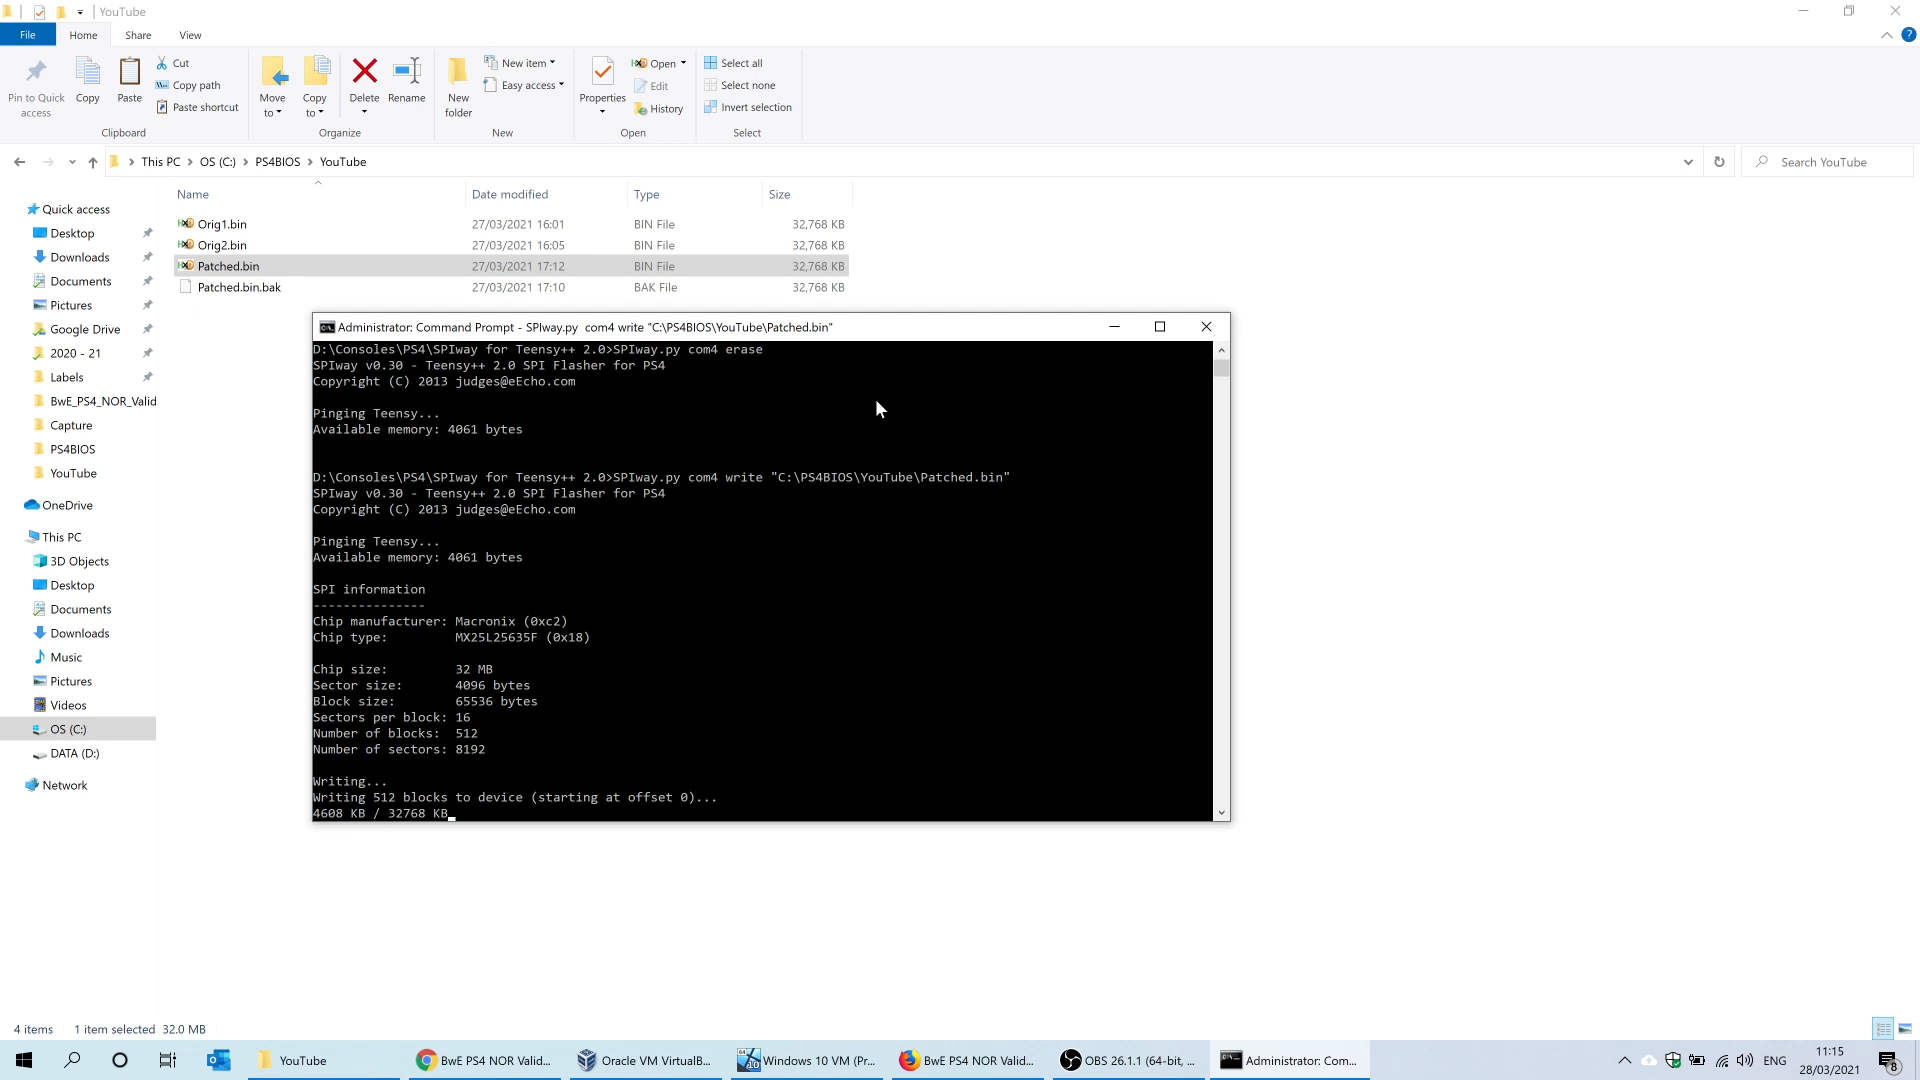 YouTube
File
Home
Share
View
Pin to Quick access
Copy
Paste
Cut
Copy path
Paste shortcut
Clipboard
Move to
Copy to
Delete
Rename
Organize
New folder
New item
Easy access
New
Properties
Open
Edit
History
Open
Select all
Select none
Invert selection
Select
This PC > OS (C:) > PS4BIOS > YouTube
Search YouTube
Name
Date modified
Type
Size
Orig1.bin 27/03/2021 16:01 BIN File 32,768 KB
Orig2.bin 27/03/2021 16:05 BIN File 32,768 KB
Patched.bin 27/03/2021 17:12 BIN File 32,768 KB
Patched.bin.bak 27/03/2021 17:10 BAK File 32,768 KB
Quick access
Desktop
Downloads
Documents
Pictures
Google Drive
2020 - 21
Labels
BwE_PS4_NOR_Valid
Capture
PS4BIOS
YouTube
OneDrive
This PC
3D Objects
Desktop
Documents
Downloads
Music
Pictures
Videos
OS (C:)
DATA (D:)
Network
Administrator: Command Prompt - SPIway.py  com4 write "C:\PS4BIOS\YouTube\Patched.bin"
D:\Consoles\PS4\SPIway for Teensy++ 2.0>SPIway.py com4 erase
SPIway v0.30 - Teensy++ 2.0 SPI Flasher for PS4
Copyright (C) 2013 judges@eEcho.com
Pinging Teensy...
Available memory: 4061 bytes
D:\Consoles\PS4\SPIway for Teensy++ 2.0>SPIway.py com4 write "C:\PS4BIOS\YouTube\Patched.bin"
SPIway v0.30 - Teensy++ 2.0 SPI Flasher for PS4
Copyright (C) 2013 judges@eEcho.com
Pinging Teensy...
Available memory: 4061 bytes
SPI information
---------------
Chip manufacturer: Macronix (0xc2)
Chip type: MX25L25635F (0x18)
Chip size: 32 MB
Sector size: 4096 bytes
Block size: 65536 bytes
Sectors per block: 16
Number of blocks: 512
Number of sectors: 8192
Writing...
Writing 512 blocks to device (starting at offset 0)...
4608 KB / 32768 KB
4 items 1 item selected 32.0 MB
YouTube
BwE PS4 NOR Valid...
Oracle VM VirtualB...
Windows 10 VM (Pr...
BwE PS4 NOR Valid...
OBS 26.1.1 (64-bit, ...
Administrator: Com...
ENG
11:15
28/03/2021
8